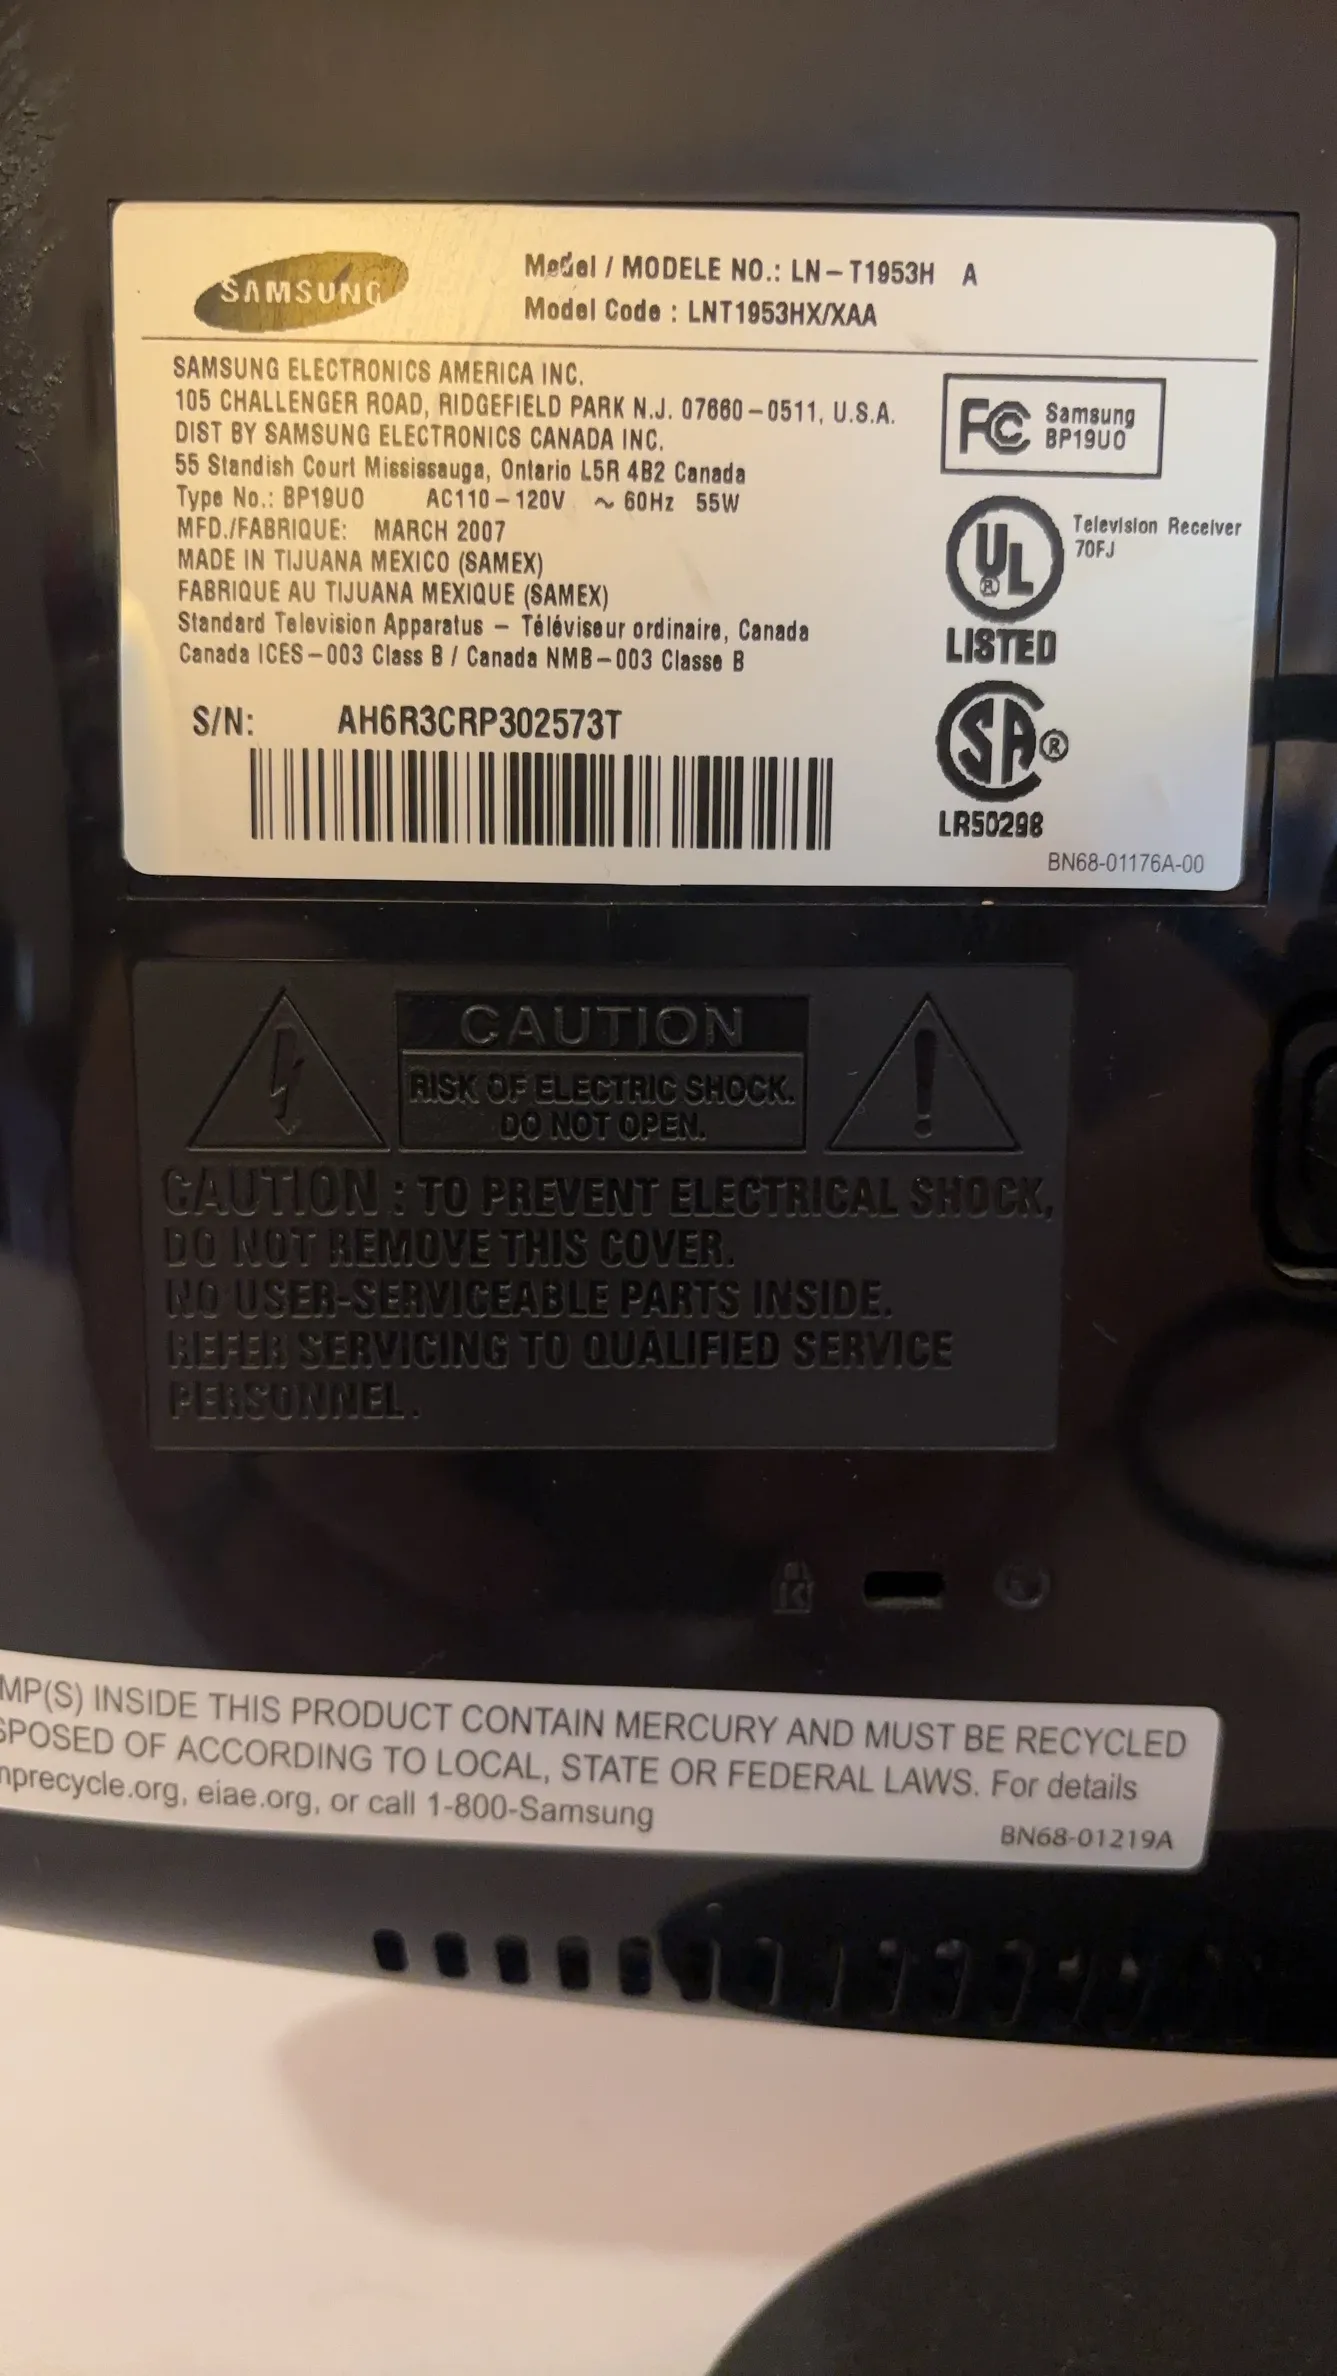 SAMSUNG
Model / MODELE NO.: LN-T1953H A
Model Code : LNT1953HX/XAA
SAMSUNG ELECTRONICS AMERICA INC.
105 CHALLENGER ROAD, RIDGEFIELD PARK N.J. 07660-0511, U.S.A.
DIST BY SAMSUNG ELECTRONICS CANADA INC.
55 Standish Court Mississauga, Ontario L5R 4B2 Canada
Type No.: BP19UO AC110-120V ~ 60Hz 55W
MFD./FABRIQUE: MARCH 2007
MADE IN TIJUANA MEXICO (SAMEX)
FABRIQUE AU TIJUANA MEXIQUE (SAMEX)
Standard Television Apparatus - Téléviseur ordinaire, Canada
Canada ICES-003 Class B / Canada NMB-003 Classe B
S/N: AH6R3CRP302573T
FC Samsung
BP19UO
UL ® Television Receiver
70FJ
LISTED
SA ®
LR50298
BN68-01176A-00
CAUTION
RISK OF ELECTRIC SHOCK.
DO NOT OPEN.
CAUTION : TO PREVENT ELECTRICAL SHOCK,
DO NOT REMOVE THIS COVER.
NO USER-SERVICEABLE PARTS INSIDE.
REFER SERVICING TO QUALIFIED SERVICE
PERSONNEL.
K
MP(S) INSIDE THIS PRODUCT CONTAIN MERCURY AND MUST BE RECYCLED
SPOSED OF ACCORDING TO LOCAL, STATE OR FEDERAL LAWS. For details
mprecycle.org, eiae.org, or call 1-800-Samsung
BN68-01219A